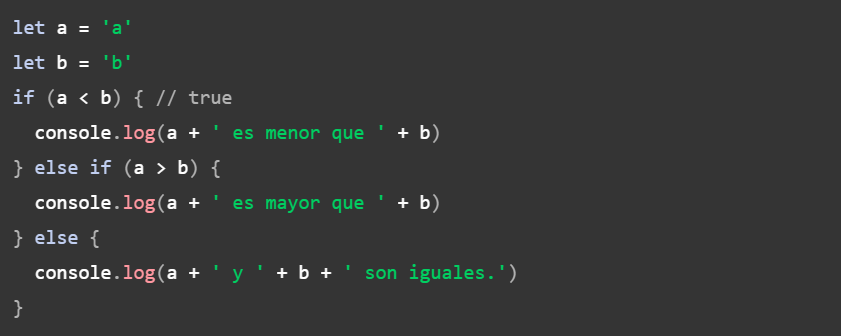 let a = 'a'
let b = 'b'
if (a < b) { // true
  console.log(a + ' es menor que ' + b)
} else if (a > b) {
  console.log(a + ' es mayor que ' + b)
} else {
  console.log(a + ' y ' + b + ' son iguales.')
}